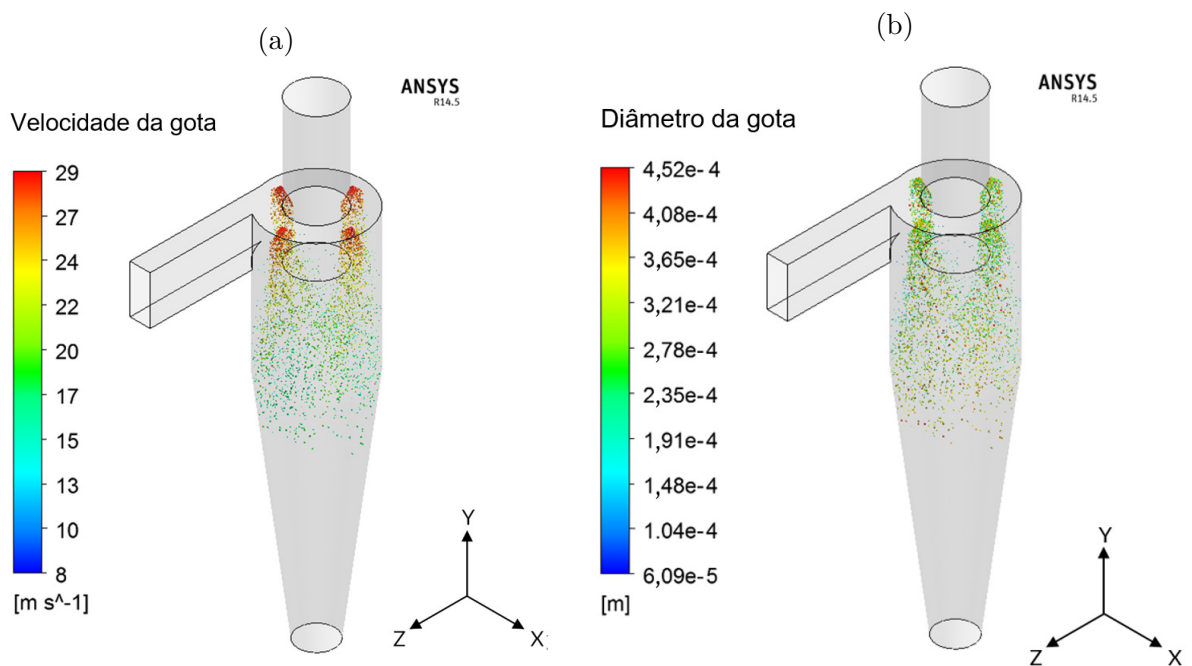 (a)
ANSYS
R14.5
Velocidade da gota
29
27
24
22
20
17
15
13
10
8
[m s^-1]
Y
Z
X
(b)
ANSYS
R14.5
Diâmetro da gota
4,52e-4
4,08e-4
3,65e-4
3,21e-4
2,78e-4
2,35e-4
1,91e-4
1,48e-4
1.04e-4
6,09e-5
[m]
Y
Z
X